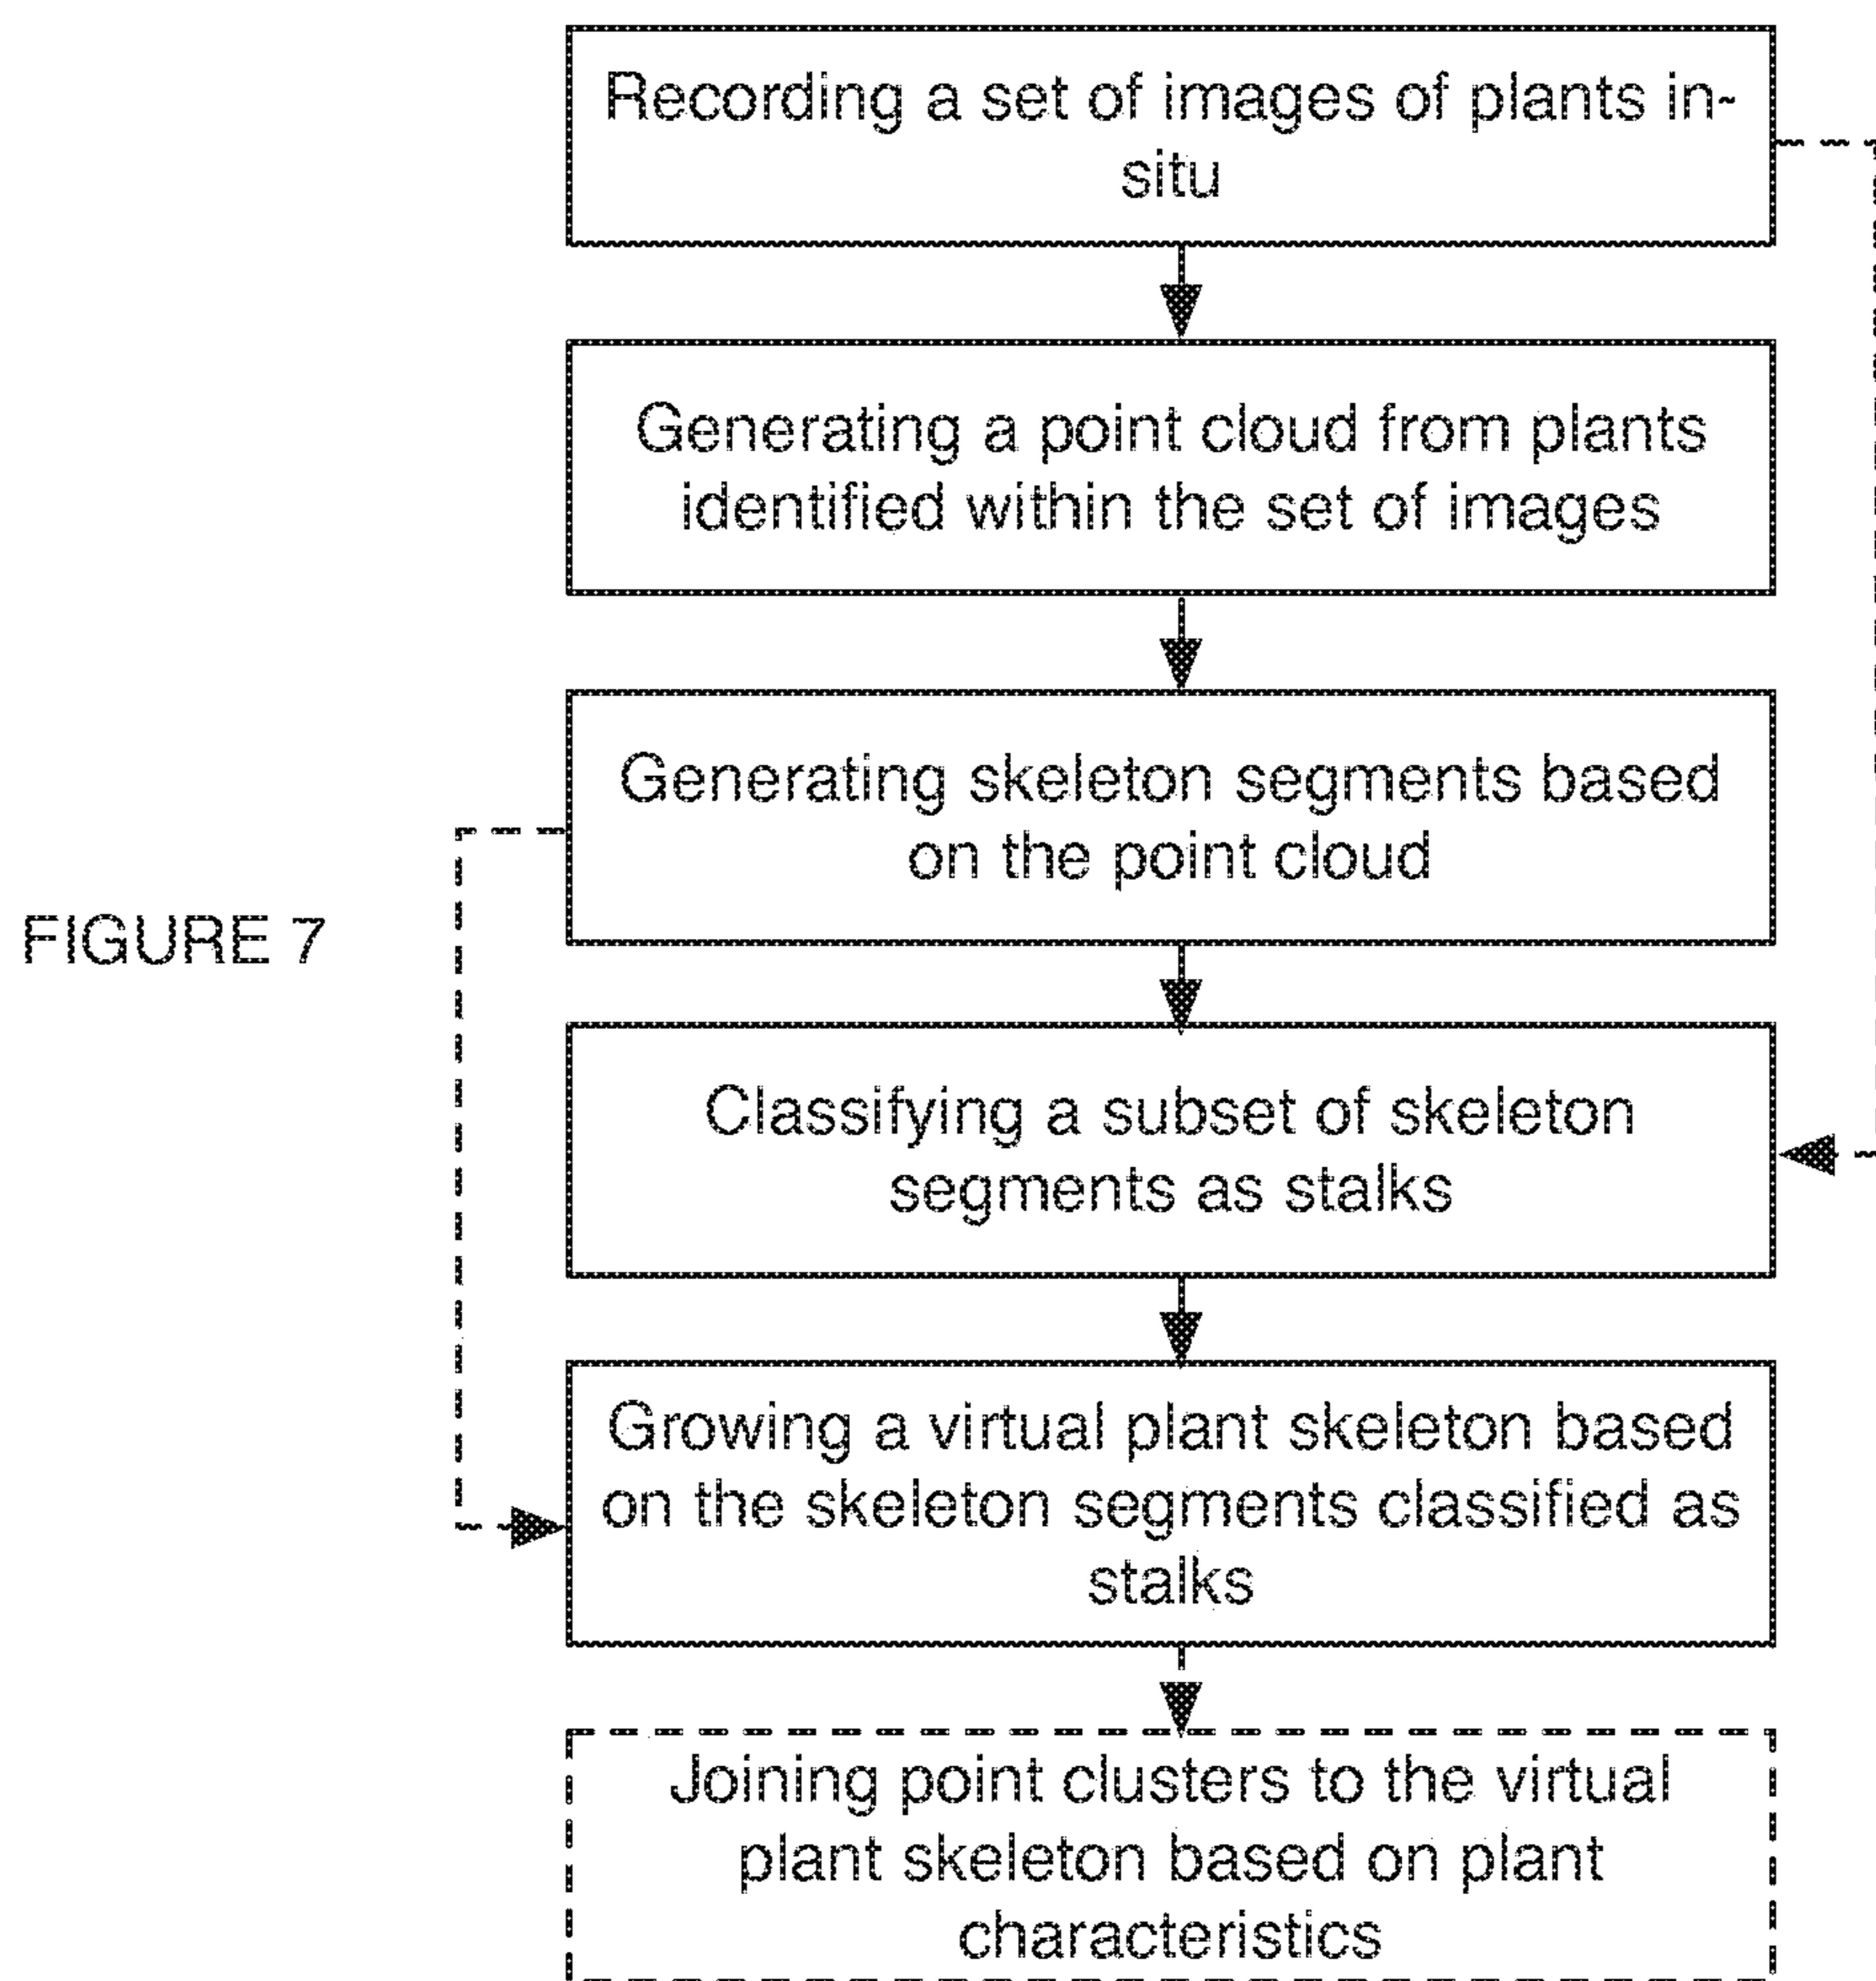 Recording a set of images of plants in-
situ
Generating a point cloud from plants
identified within the set of images
Generating skeleton segments based
on the point cloud
FIGURE 7
Classifying a subset of skeleton
segments as stalks
Growing a virtual plant skeleton based
on the skeleton segments classified as
stalks
Joining point clusters to the virtual
plant skeleton based on plant
characteristics